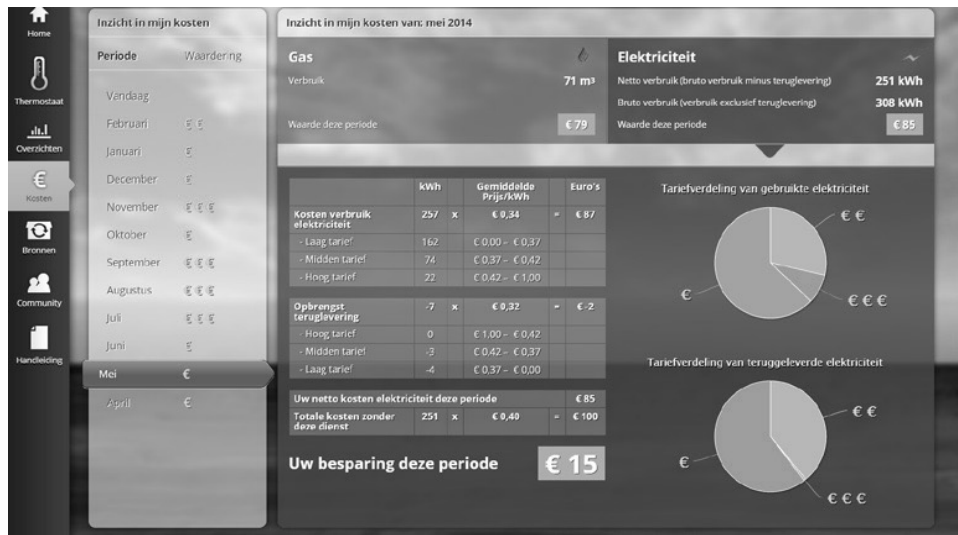 Home
Thermostaat
Overzichten
€
Kosten
Bronnen
Community
Handleiding
Inzicht in mijn kosten
Periode Waardering
Vandaag
Februari € €
Januari €
December €
November € € €
Oktober €
September € € €
Augustus € € €
Juli € € €
Juni €
Mei €
April €
Inzicht in mijn kosten van: mei 2014
Gas
Verbruik 71 m³
Waarde deze periode € 79
Elektriciteit
Netto verbruik (bruto verbruik minus teruglevering) 251 kWh
Bruto verbruik (verbruik exclusief teruglevering) 308 kWh
Waarde deze periode € 85
kWh Gemiddelde Euro's
Prijs/kWh
Kosten verbruik 257 x € 0,34 = € 87
elektriciteit
- Laag tarief 162 € 0,00 – € 0,37
- Midden tarief 74 € 0,37 – € 0,42
- Hoog tarief 22 € 0,42 – € 1,00
Opbrengst -7 x € 0,32 = €-2
teruglevering
- Hoog tarief 0 € 1,00 – € 0,42
- Midden tarief -3 € 0,42 – € 0,37
- Laag tarief -4 € 0,37 – € 0,00
Uw netto kosten elektriciteit deze periode € 85
Totale kosten zonder 251 x € 0,40 = € 100
deze dienst
Uw besparing deze periode € 15
Tariefverdeling van gebruikte elektriciteit
€ €
€
€ € €
Tariefverdeling van teruggeleverde elektriciteit
€ €
€
€ € €